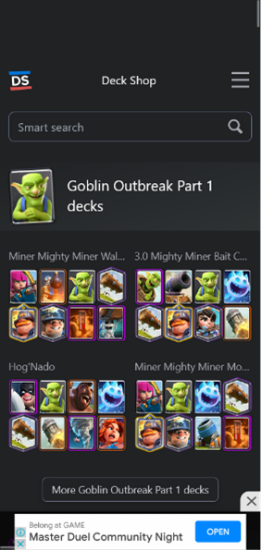 DS
Deck Shop
Smart search
Goblin Outbreak Part 1
decks
Miner Mighty Miner Wal...
3.0 Mighty Miner Bait C...
Hog'Nado
Miner Mighty Miner Mo...
More Goblin Outbreak Part 1 decks
Belong at GAME
Master Duel Community Night
OPEN